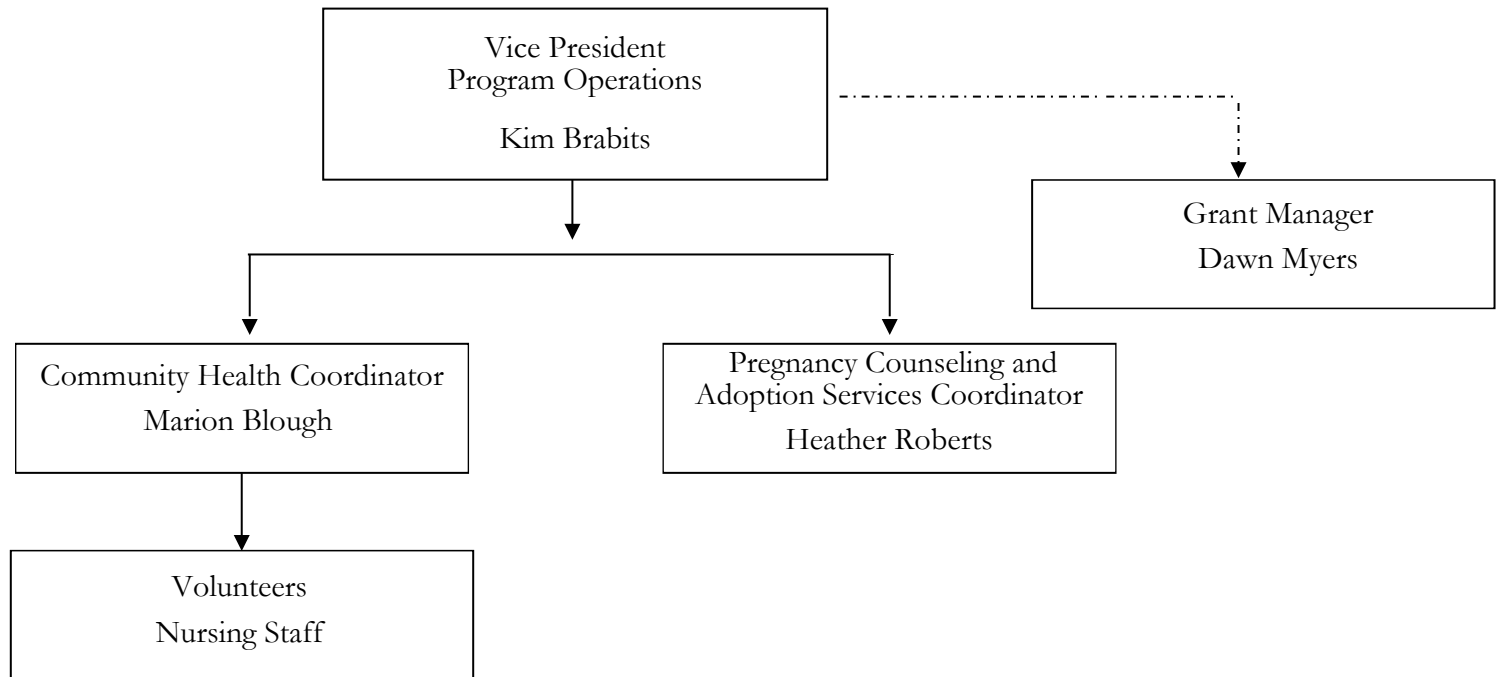 Vice President
Program Operations
Kim Brabits
Grant Manager
Dawn Myers
Community Health Coordinator
Marion Blough
Pregnancy Counseling and
Adoption Services Coordinator
Heather Roberts
Volunteers
Nursing Staff